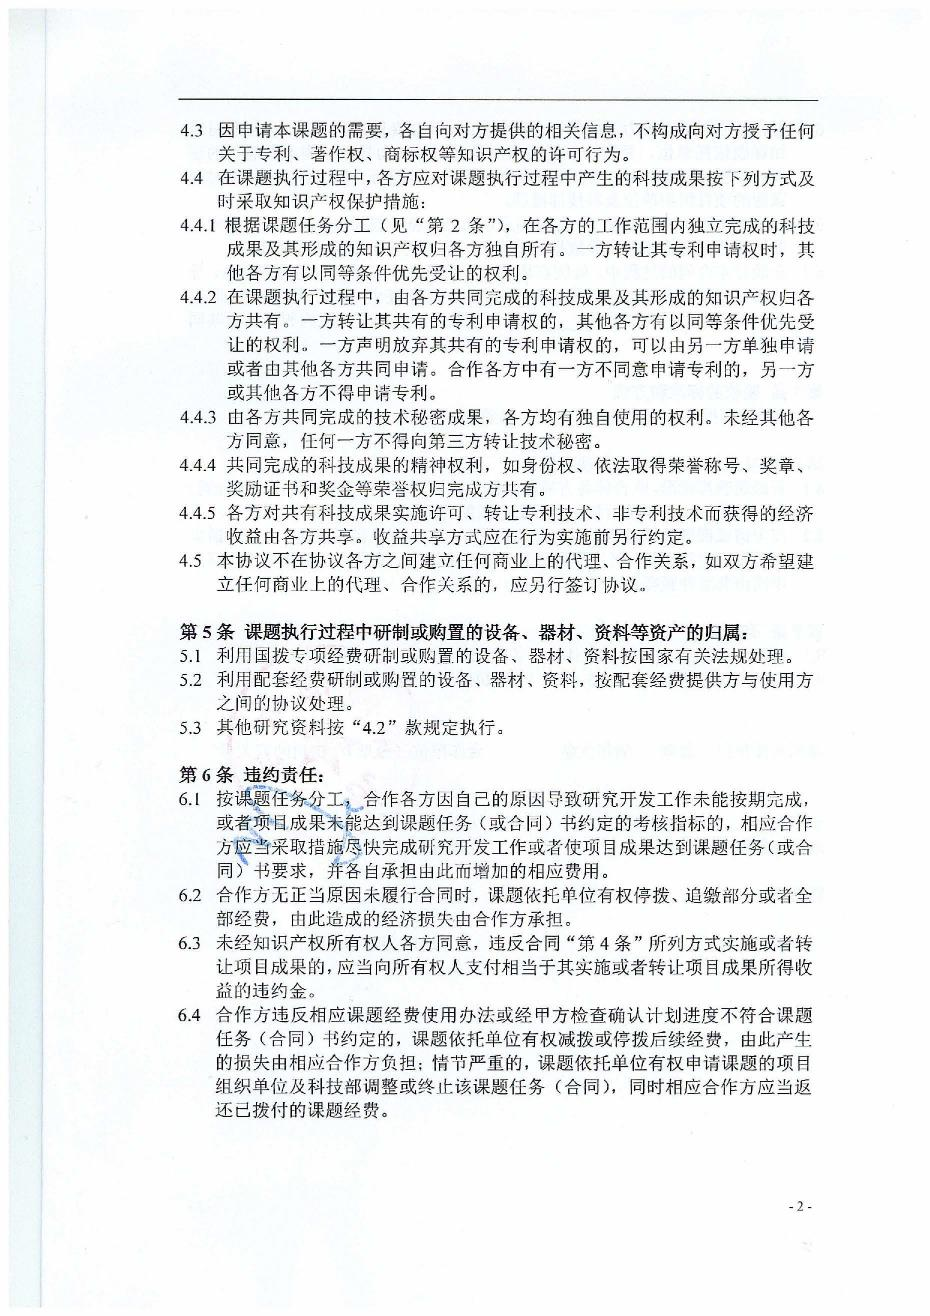 4.3 因申请本课题的需要，各自向对方提供的相关信息，不构成向对方授予任何
关于专利、著作权、商标权等知识产权的许可行为。
4.4 在课题执行过程中，各方应对课题执行过程中产生的科技成果按下列方式及
时采取知识产权保护措施：
4.4.1 根据课题任务分工（见“第 2 条”），在各方的工作范围内独立完成的科技
成果及其形成的知识产权归各方独自所有。一方转让其专利申请权时，其
他各方有以同等条件优先受让的权利。
4.4.2 在课题执行过程中，由各方共同完成的科技成果及其形成的知识产权归各
方共有。一方转让其共有的专利申请权的，其他各方有以同等条件优先受
让的权利。一方声明放弃其共有的专利申请权的，可以由另一方单独申请
或者由其他各方共同申请。合作各方中有一方不同意申请专利的，另一方
或其他各方不得申请专利。
4.4.3 由各方共同完成的技术秘密成果，各方均有独自使用的权利。未经其他各
方同意，任何一方不得向第三方转让技术秘密。
4.4.4 共同完成的科技成果的精神权利，如身份权、依法取得荣誉称号、奖章、
奖励证书和奖金等荣誉权归完成方共有。
4.4.5 各方对共有科技成果实施许可、转让专利技术、非专利技术而获得的经济
收益由各方共享。收益共享方式应在行为实施前另行约定。
4.5 本协议不在协议各方之间建立任何商业上的代理、合作关系，如双方希望建
立任何商业上的代理、合作关系的，应另行签订协议。
第 5 条 课题执行过程中研制或购置的设备、器材、资料等资产的归属：
5.1 利用国拨专项经费研制或购置的设备、器材、资料按国家有关法规处理。
5.2 利用配套经费研制或购置的设备、器材、资料，按配套经费提供方与使用方
之间的协议处理。
5.3 其他研究资料按“4.2”款规定执行。
第 6 条 违约责任：
6.1 按课题任务分工，合作各方因自己的原因导致研究开发工作未能按期完成，
或者项目成果未能达到课题任务（或合同）书约定的考核指标的，相应合作
方应当采取措施尽快完成研究开发工作或者使项目成果达到课题任务（或合
同）书要求，并各自承担由此而增加的相应费用。
6.2 合作方无正当原因未履行合同时，课题依托单位有权停拨、追缴部分或者全
部经费，由此造成的经济损失由合作方承担。
6.3 未经知识产权所有权人各方同意，违反合同“第 4 条”所列方式实施或者转
让项目成果的，应当向所有权人支付相当于其实施或者转让项目成果所得收
益的违约金。
6.4 合作方违反相应课题经费使用办法或经甲方检查确认计划进度不符合课题
任务（合同）书约定的，课题依托单位有权减拨或停拨后续经费，由此产生
的损失由相应合作方负担；情节严重的，课题依托单位有权申请课题的项目
组织单位及科技部调整或终止该课题任务（合同），同时相应合作方应当返
还已拨付的课题经费。
- 2 -